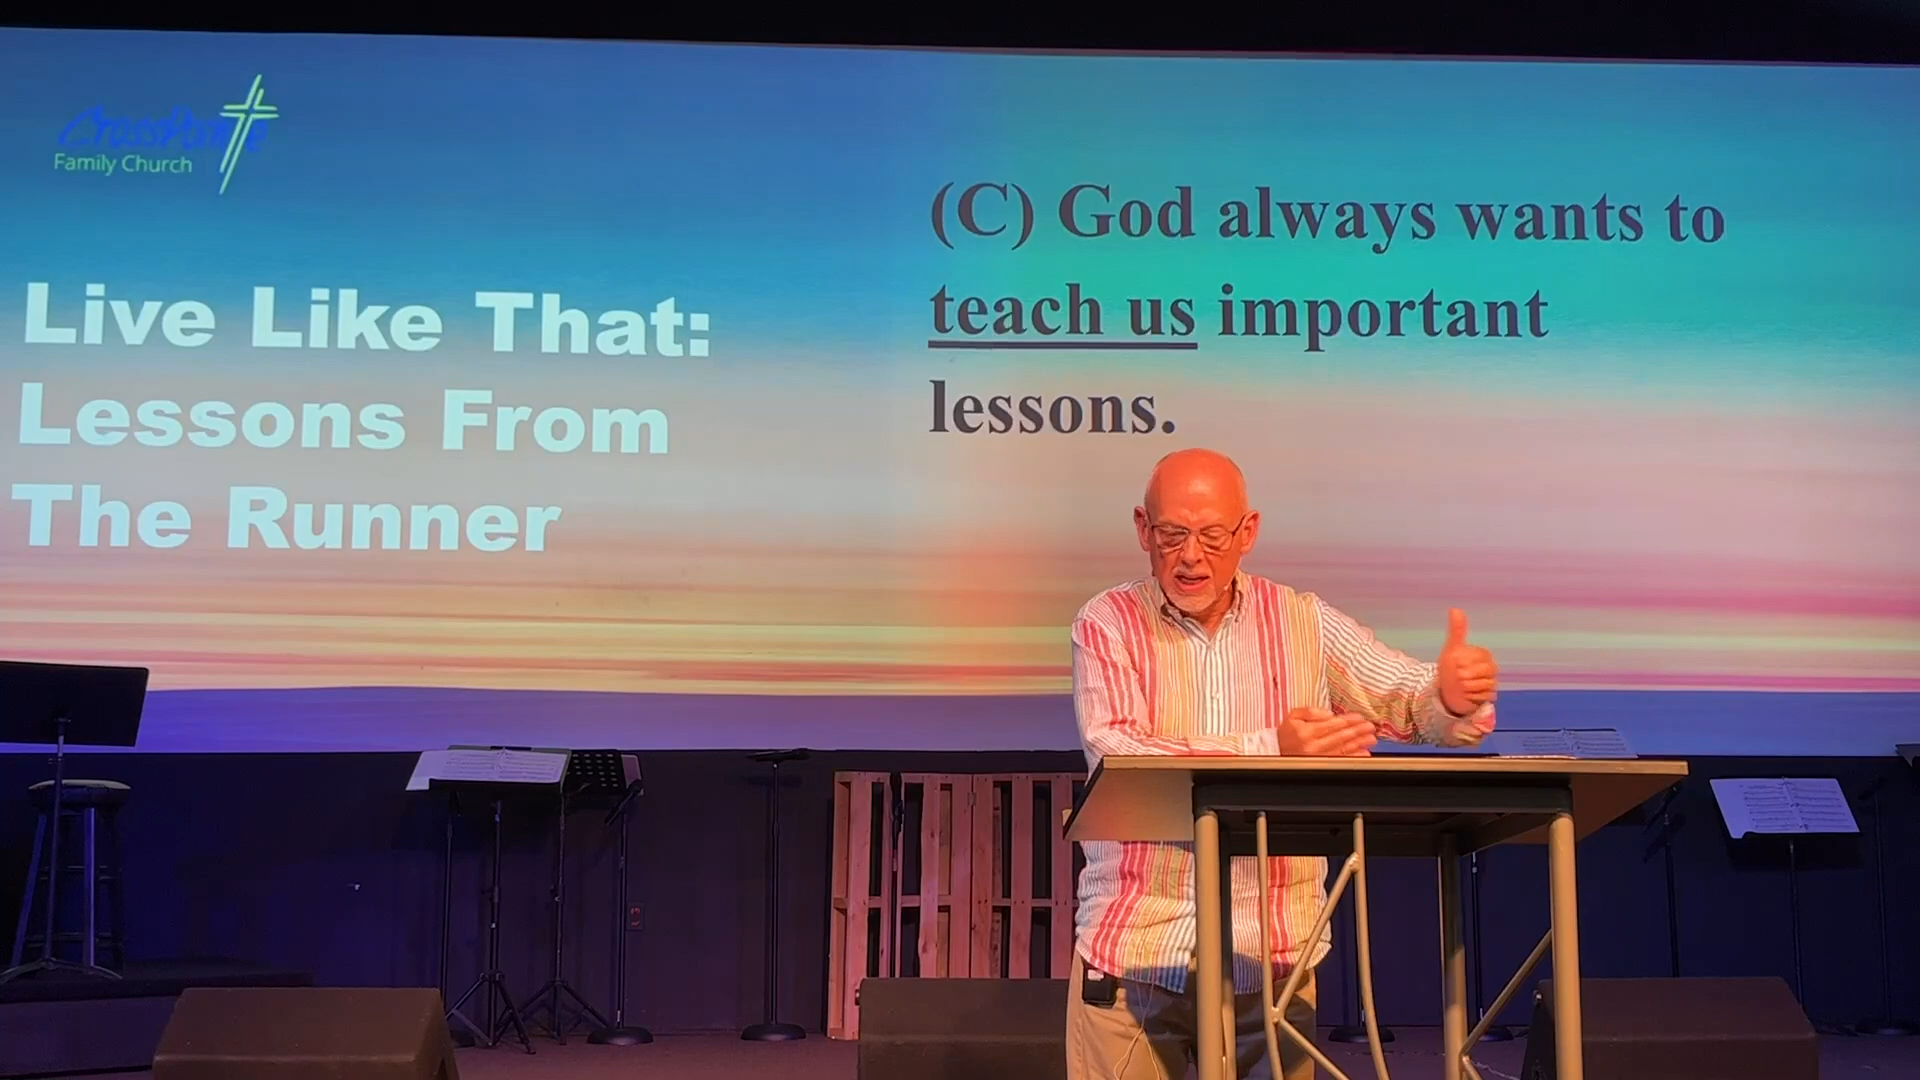 CrossPointe
Family Church
Live Like That:
Lessons From
The Runner
(C) God always wants to
teach us important
lessons.